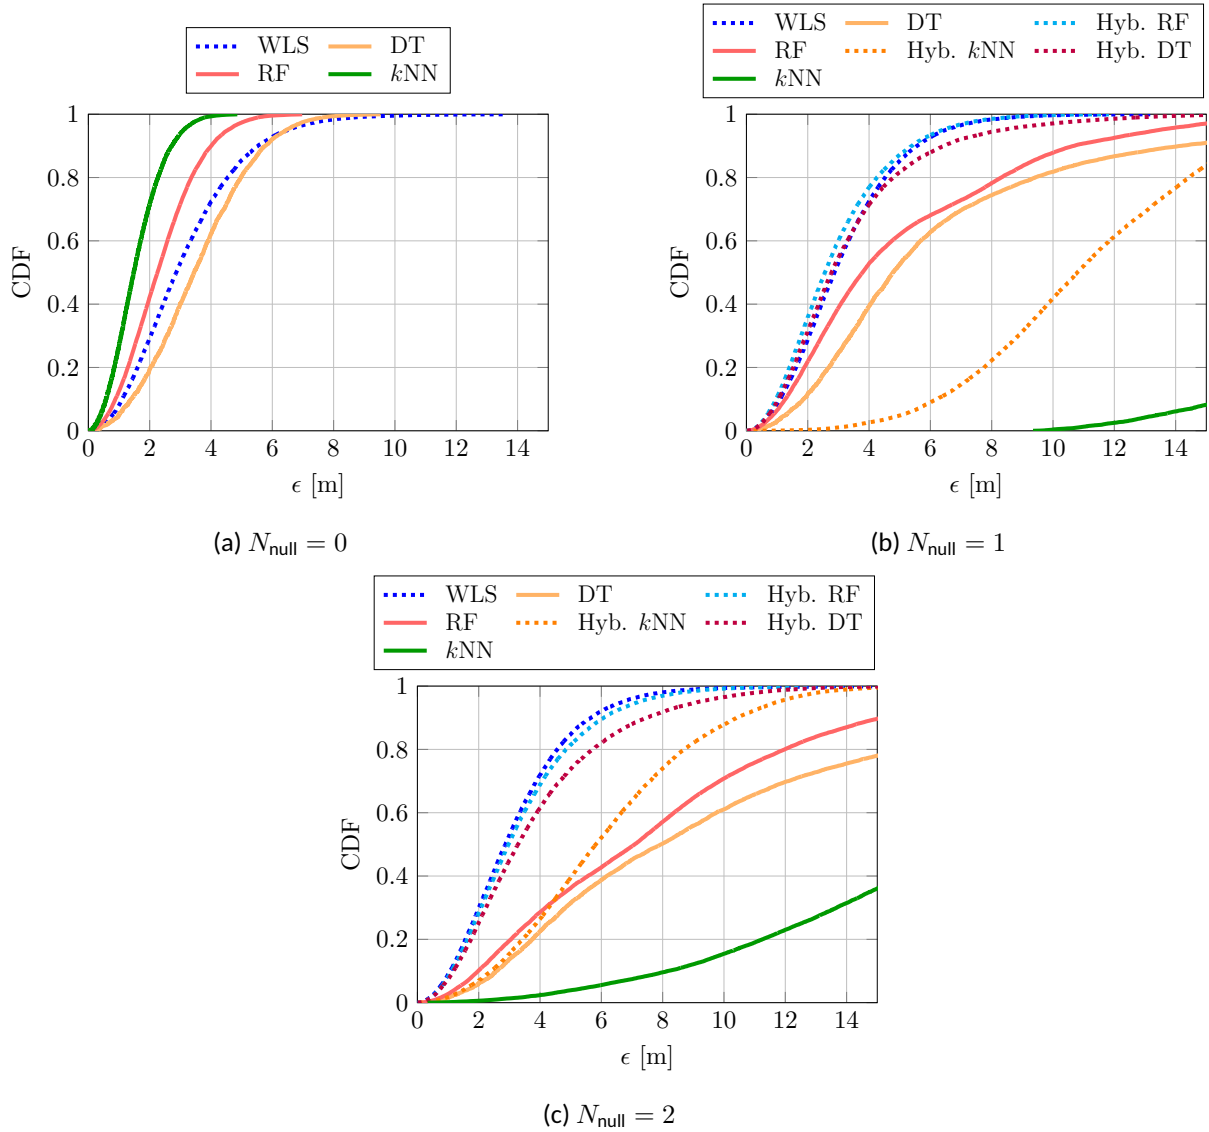 WLS DT
RF kNN
1
0.8
0.6
0.4
0.2
0
CDF
0 2 4 6 8 10 12 14
ϵ [m]
(a) N_null = 0
WLS DT Hyb. RF
RF Hyb. kNN Hyb. DT
kNN
1
0.8
0.6
0.4
0.2
0
CDF
0 2 4 6 8 10 12 14
ϵ [m]
(b) N_null = 1
WLS DT Hyb. RF
RF Hyb. kNN Hyb. DT
kNN
1
0.8
0.6
0.4
0.2
0
CDF
0 2 4 6 8 10 12 14
ϵ [m]
(c) N_null = 2